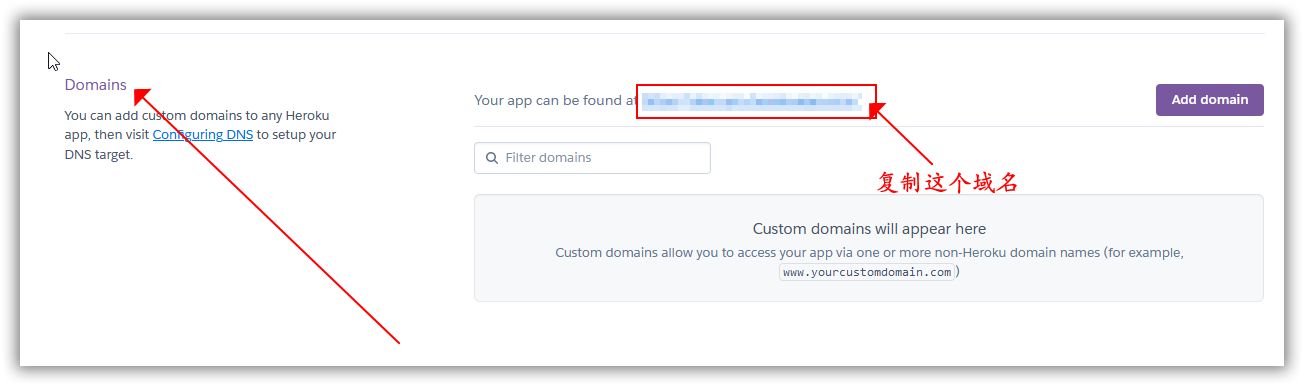 Domains
You can add custom domains to any Heroku
app, then visit Configuring DNS to setup your
DNS target.
Your app can be found at
Add domain
Filter domains
复制这个域名
Custom domains will appear here
Custom domains allow you to access your app via one or more non-Heroku domain names (for example,
www.yourcustomdomain.com)